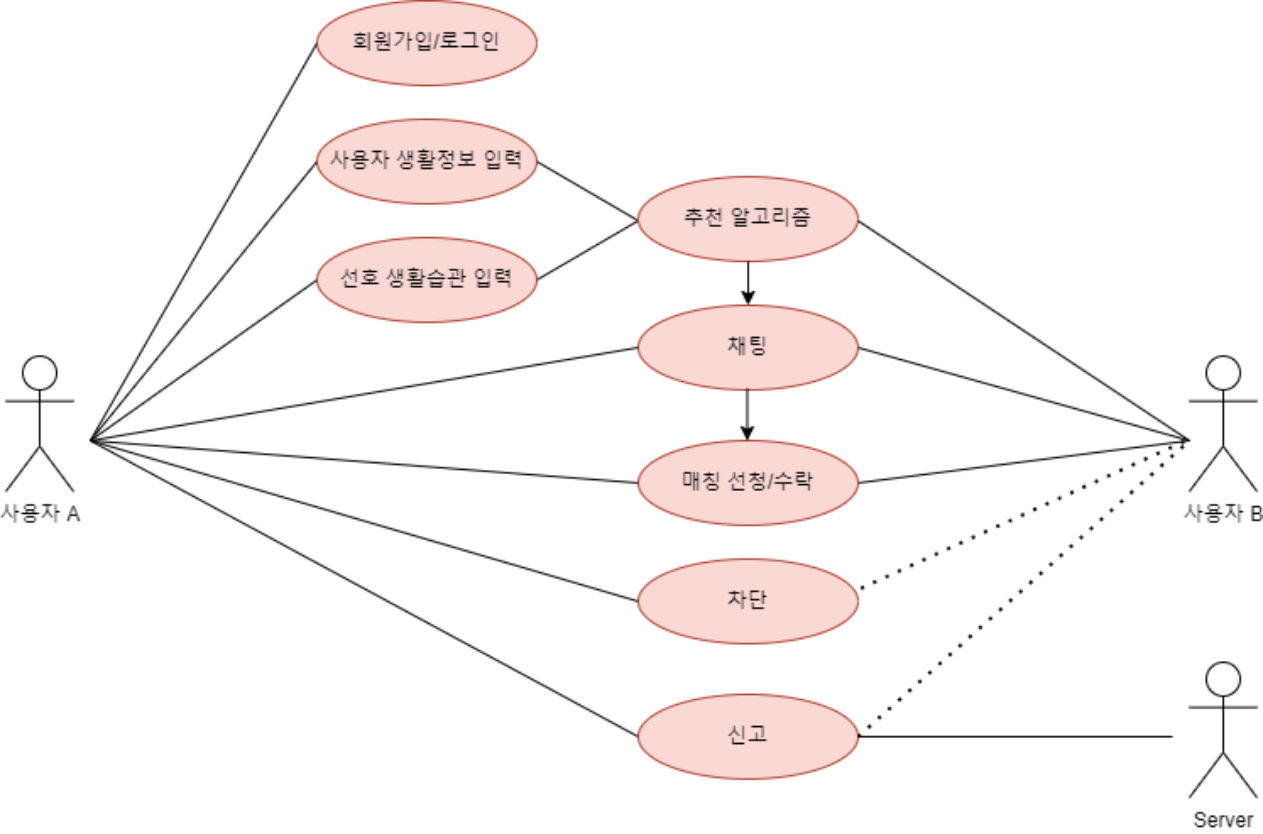 회원가입/로그인
사용자 생활정보 입력
추천 알고리즘
선호 생활습관 입력
채팅
매칭 선청/수락
사용자 A
사용자 B
차단
신고
Server